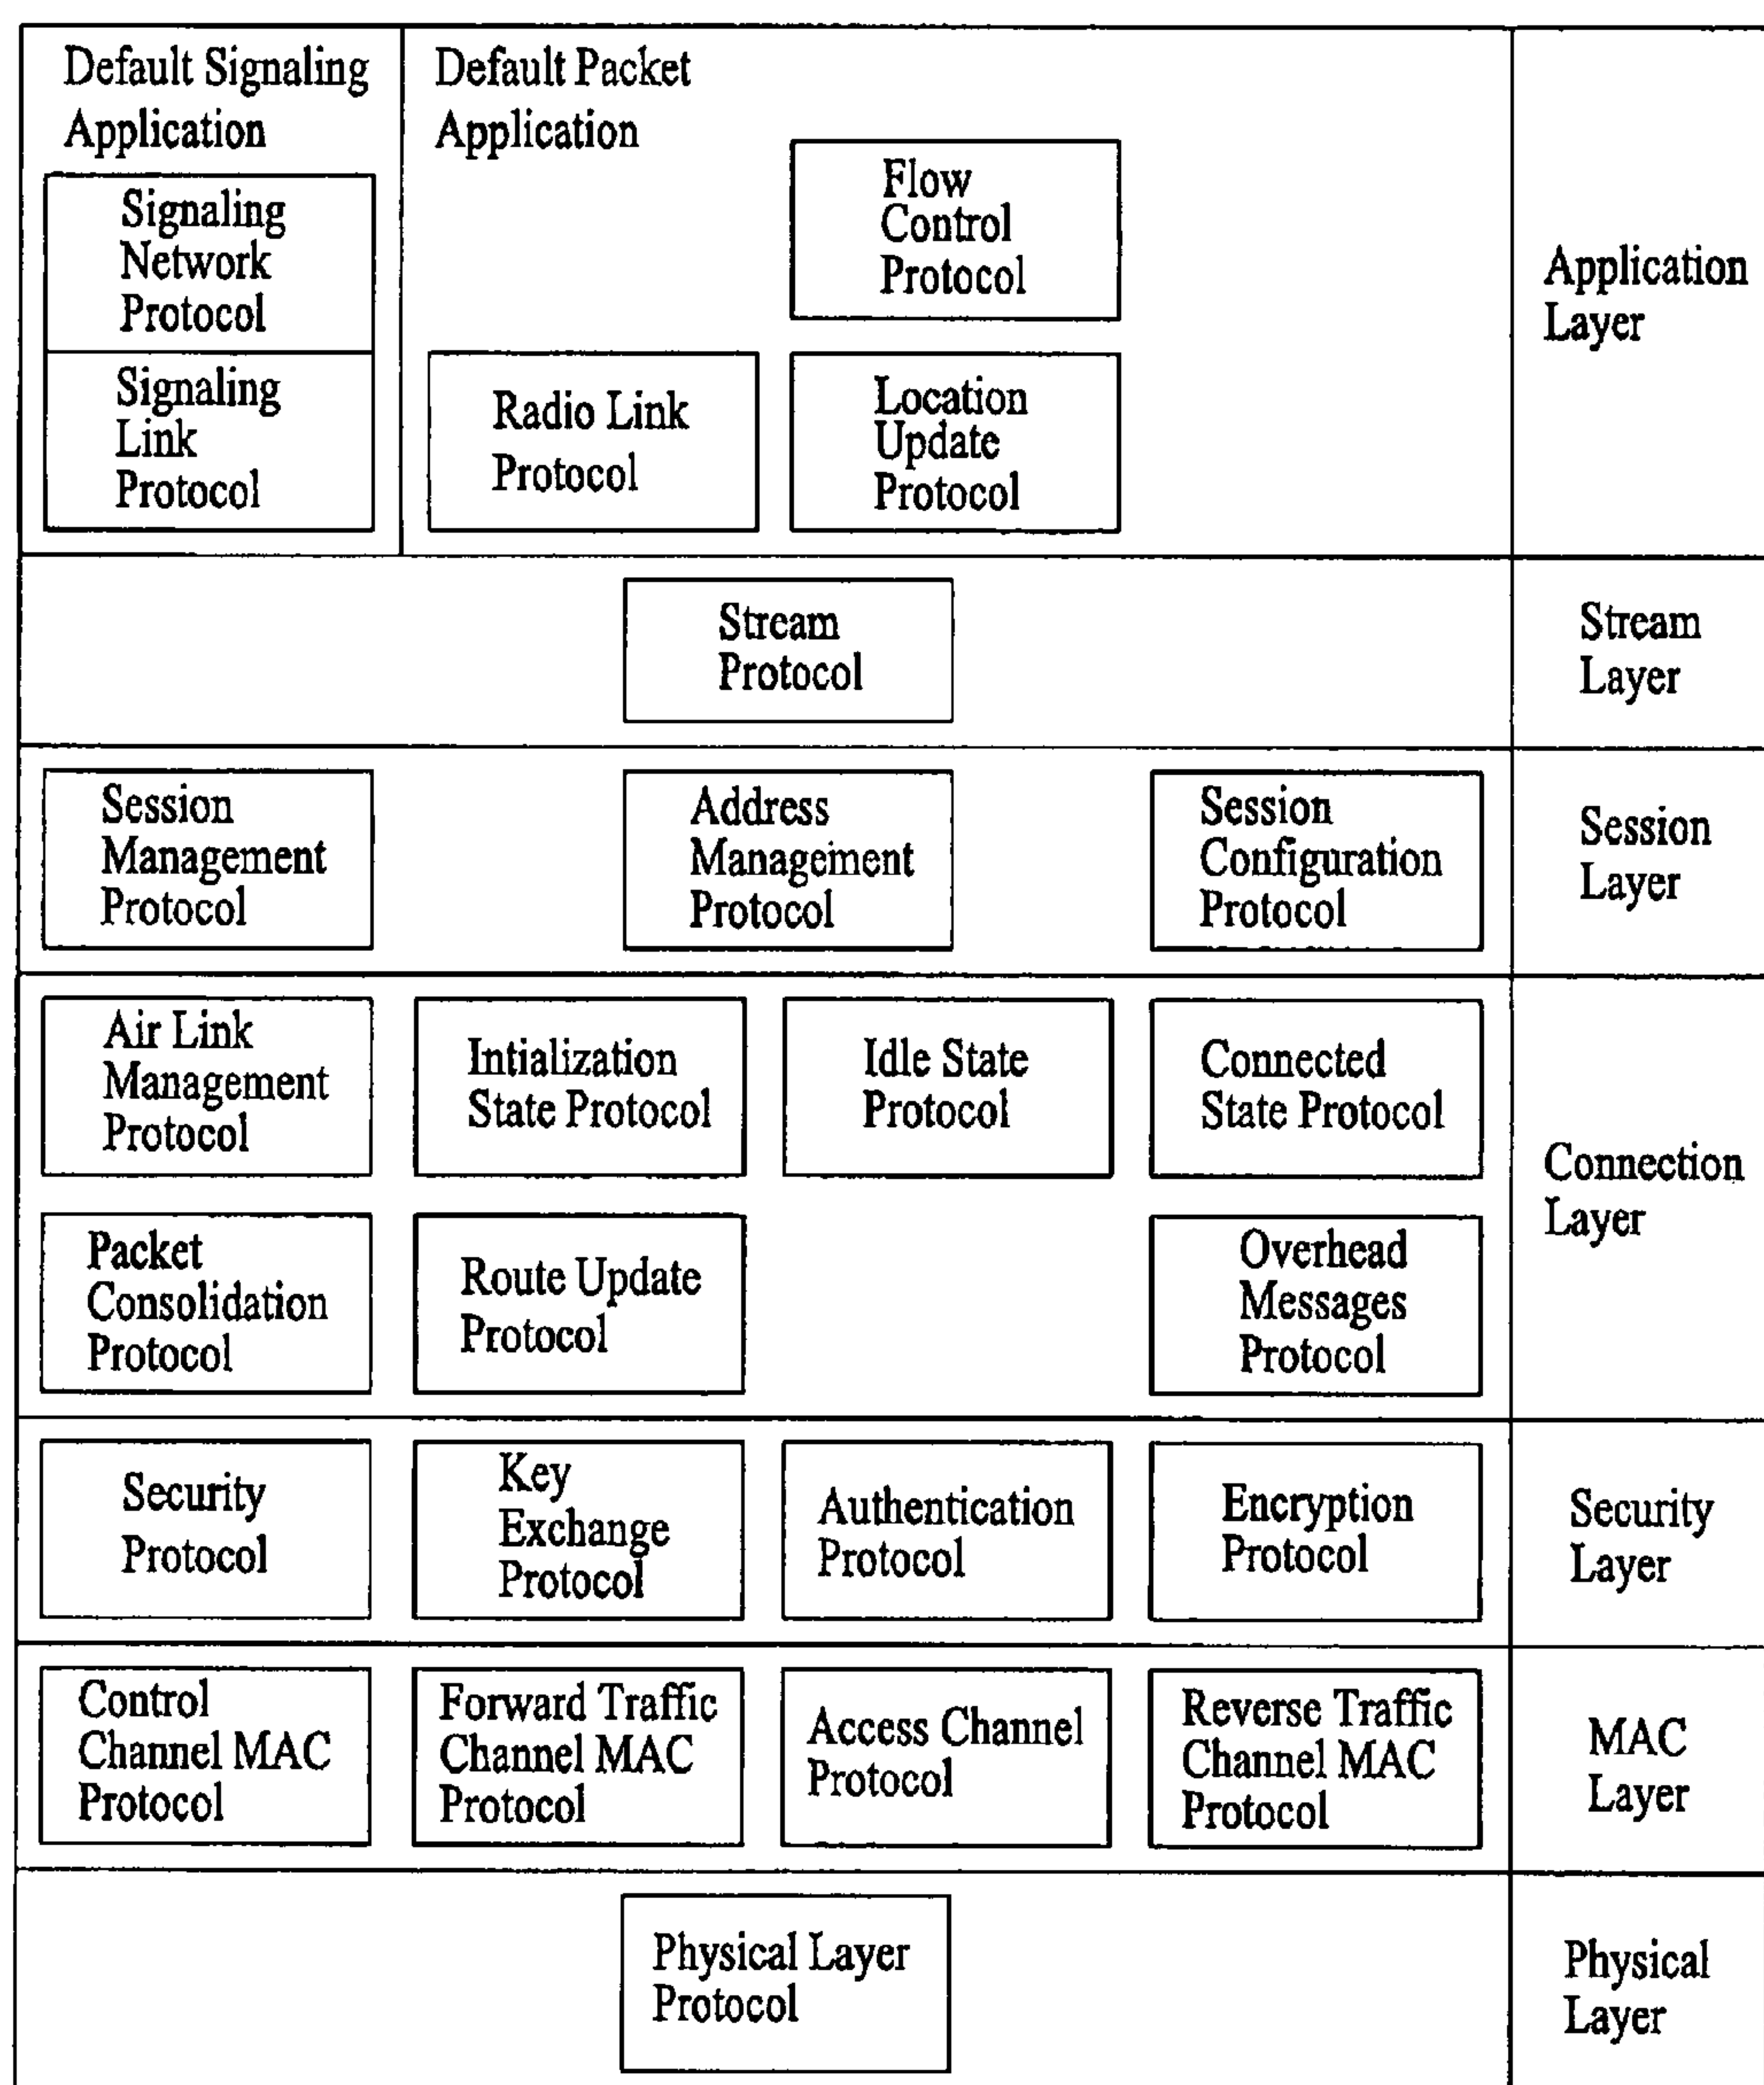 Default Signaling
Application
Default Packet
Application
Signaling
Network
Protocol
Signaling
Link
Protocol
Flow
Control
Protocol
Radio Link
Protocol
Location
Update
Protocol
Application
Layer
Stream
Protocol
Stream
Layer
Session
Management
Protocol
Address
Management
Protocol
Session
Configuration
Protocol
Session
Layer
Air Link
Management
Protocol
Intialization
State Protocol
Idle State
Protocol
Connected
State Protocol
Packet
Consolidation
Protocol
Route Update
Protocol
Overhead
Messages
Protocol
Connection
Layer
Security
Protocol
Key
Exchange
Protocol
Authentication
Protocol
Encryption
Protocol
Security
Layer
Control
Channel MAC
Protocol
Forward Traffic
Channel MAC
Protocol
Access Channel
Protocol
Reverse Traffic
Channel MAC
Protocol
MAC
Layer
Physical Layer
Protocol
Physical
Layer